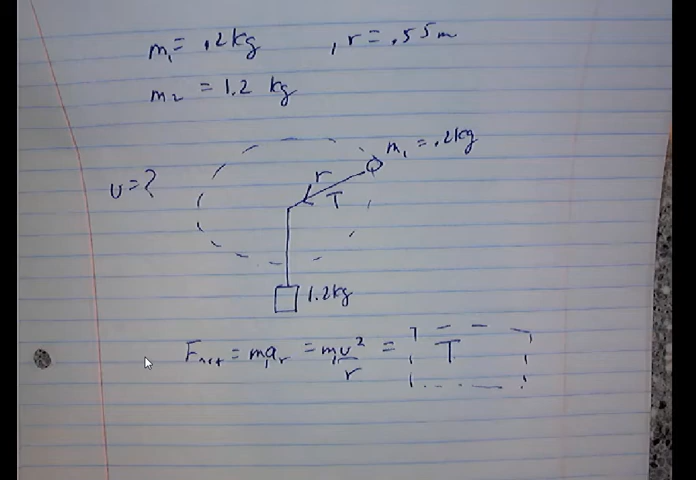 m₁ = .2kg , r = .55m
m₂ = 1.2 kg
m₁ = .2kg
r
v = ?
T
1.2kg
Fnet = m₁aᵣ = m₁v²/r = T